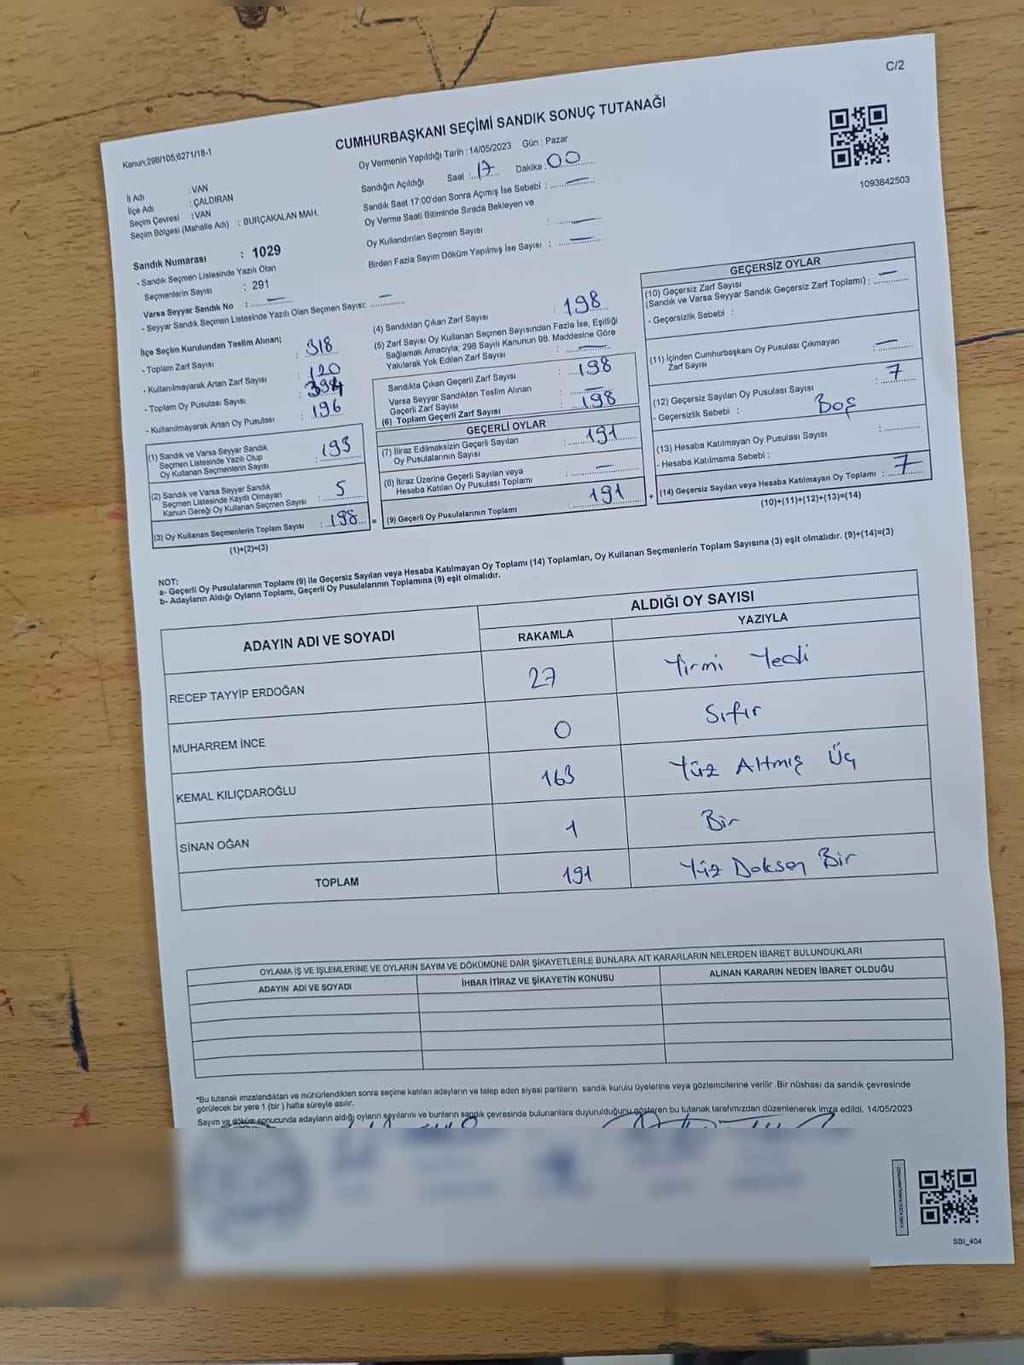 C/2
Kanun:298/105,6271/18-1
CUMHURBAŞKANI SEÇİMİ SANDIK SONUÇ TUTANAĞI
Oy Vermenin Yapıldığı Tarih : 14/05/2023 Gün : Pazar
1093842503
İl Adı : VAN
İlçe Adı : ÇALDIRAN
Seçim Çevresi : VAN
Seçim Bölgesi (Mahalle Adı) : BURÇAKALAN MAH.
Sandık Numarası : 1029
- Sandık Seçmen Listesinde Yazılı Olan
Seçmenlerin Sayısı : 291
Varsa Seyyar Sandık No : —
- Seyyar Sandık Seçmen Listesinde Yazılı Olan Seçmen Sayısı: —
Sandığın Açıldığı Saat : 17 Dakika : 00
Sandık Saat 17:00'den Sonra Açımış İse Sebebi : —
Oy Verme Saati Bitiminde Sırada Bekleyen ve
Oy Kullandırılan Seçmen Sayısı : —
Birden Fazla Sayım Döküm Yapılmış İse Sayısı : —
İlçe Seçim Kurulundan Teslim Alınan;
- Toplam Zarf Sayısı : 318
- Kullanılmayarak Artan Zarf Sayısı : 120
- Toplam Oy Pusulası Sayısı :
- Kullanılmayarak Artan Oy Pusulası : 196
(1) Sandık ve Varsa Seyyar Sandık
Seçmen Listesinde Yazılı Olup
Oy Kullanan Seçmenlerin Sayısı : 193
(2) Sandık ve Varsa Seyyar Sandık
Seçmen Listesinde Kayıtlı Olmayan
Kanun Gereği Oy Kullanan Seçmen Sayısı : 5
(3) Oy Kullanan Seçmenlerin Toplam Sayısı : 198
(1)+(2)=(3)
=
(4) Sandıktan Çıkan Zarf Sayısı : 198
(5) Zarf Sayısı Oy Kullanan Seçmen Sayısından Fazla İse, Eşitliği
Sağlamak Amacıyla; 298 Sayılı Kanunun 98. Maddesine Göre
Yakılarak Yok Edilen Zarf Sayısı : —
Sandıkta Çıkan Geçerli Zarf Sayısı : 198
Varsa Seyyar Sandıktan Teslim Alınan
Geçerli Zarf Sayısı : —
(6) Toplam Geçerli Zarf Sayısı : 198
GEÇERLİ OYLAR
(7) İtiraz Edilmeksizin Geçerli Sayılan
Oy Pusulalarının Sayısı : 191
(8) İtiraz Üzerine Geçerli Sayılan veya
Hesaba Katılan Oy Pusulası Toplamı : —
(9) Geçerli Oy Pusulalarının Toplamı : 191
+
GEÇERSİZ OYLAR
(10) Geçersiz Zarf Sayısı
(Sandık ve Varsa Seyyar Sandık Geçersiz Zarf Toplamı) : —
- Geçersizlik Sebebi :
(11) İçinden Cumhurbaşkanı Oy Pusulası Çıkmayan
Zarf Sayısı : —
(12) Geçersiz Sayılan Oy Pusulası Sayısı : 7
- Geçersizlik Sebebi : Boş
(13) Hesaba Katılmayan Oy Pusulası Sayısı :
- Hesaba Katılmama Sebebi :
(14) Geçersiz Sayılan veya Hesaba Katılmayan Oy Toplamı : 7
(10)+(11)+(12)+(13)=(14)
NOT:
a- Geçerli Oy Pusulalarının Toplamı (9) ile Geçersiz Sayılan veya Hesaba Katılmayan Oy Toplamı (14) Toplamları, Oy Kullanan Seçmenlerin Toplam Sayısına (3) eşit olmalıdır. (9)+(14)=(3)
b- Adayların Aldığı Oyların Toplamı, Geçerli Oy Pusulalarının Toplamına (9) eşit olmalıdır.
ADAYIN ADI VE SOYADI ALDIĞI OY SAYISI
RAKAMLA YAZIYLA
RECEP TAYYİP ERDOĞAN 27 Yirmi Yedi
MUHARREM İNCE 0 Sıfır
KEMAL KILIÇDAROĞLU 163 Yüz Altmış Üç
SİNAN OĞAN 1 Bir
TOPLAM 191 Yüz Doksan Bir
OYLAMA İŞ VE İŞLEMLERİNE VE OYLARIN SAYIM VE DÖKÜMÜNE DAİR ŞİKAYETLERLE BUNLARA AİT KARARLARIN NELERDEN İBARET BULUNDUKLARI
ADAYIN ADI VE SOYADI İHBAR İTİRAZ VE ŞİKAYETİN KONUSU ALINAN KARARIN NEDEN İBARET OLDUĞU
*Bu tutanak imzalandıktan ve mühürlendikten sonra seçime katılan adayların ve talep eden siyasi partilerin sandık kurulu üyelerine veya gözlemcilerine verilir. Bir nüshası da sandık çevresinde
görülecek bir yere 1 (bir) hafta süreyle asılır.
Sayım ve döküm sonucunda adayların aldığı oyların sayılarını ve bunların sandık çevresinde bulunanlara duyurulduğunu gösteren bu tutanak tarafımızdan düzenlenerek imza edildi. 14/05/2023
SBI_404